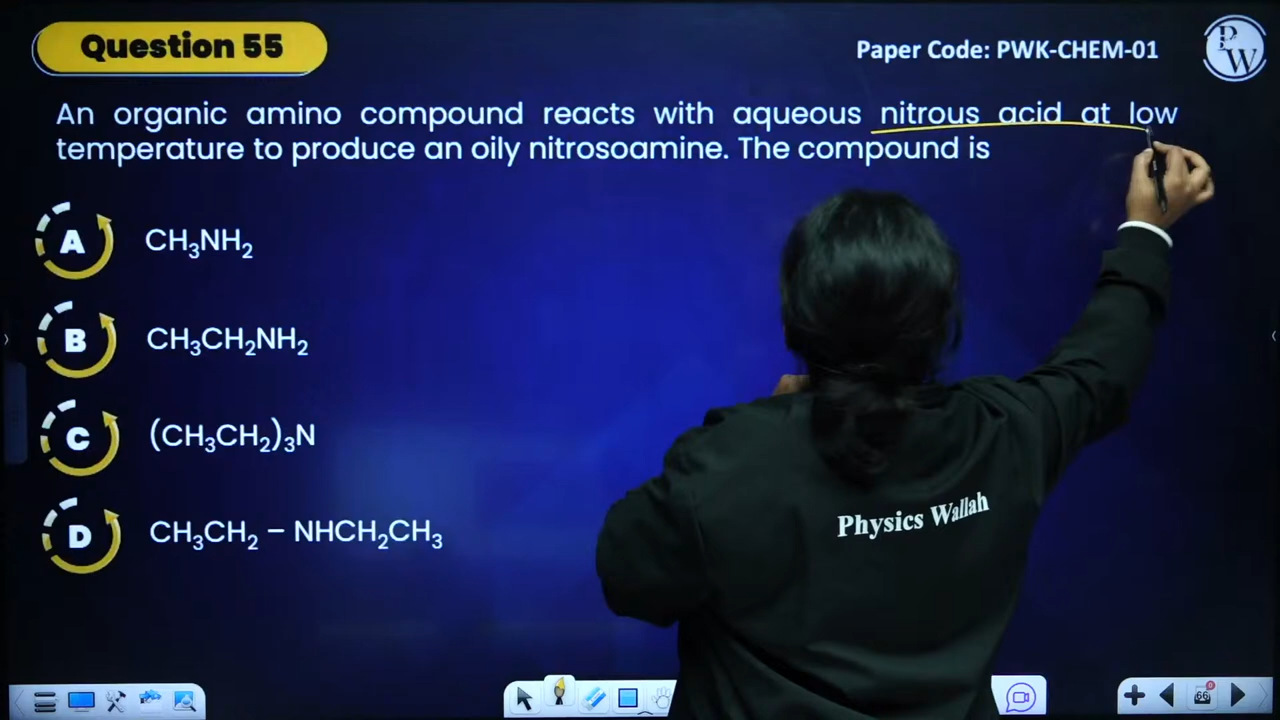 Question 55
Paper Code: PWK-CHEM-01
PW
An organic amino compound reacts with aqueous nitrous acid at low
temperature to produce an oily nitrosoamine. The compound is
A CH₃NH₂
B CH₃CH₂NH₂
C (CH₃CH₂)₃N
D CH₃CH₂ – NHCH₂CH₃
Physics Wallah